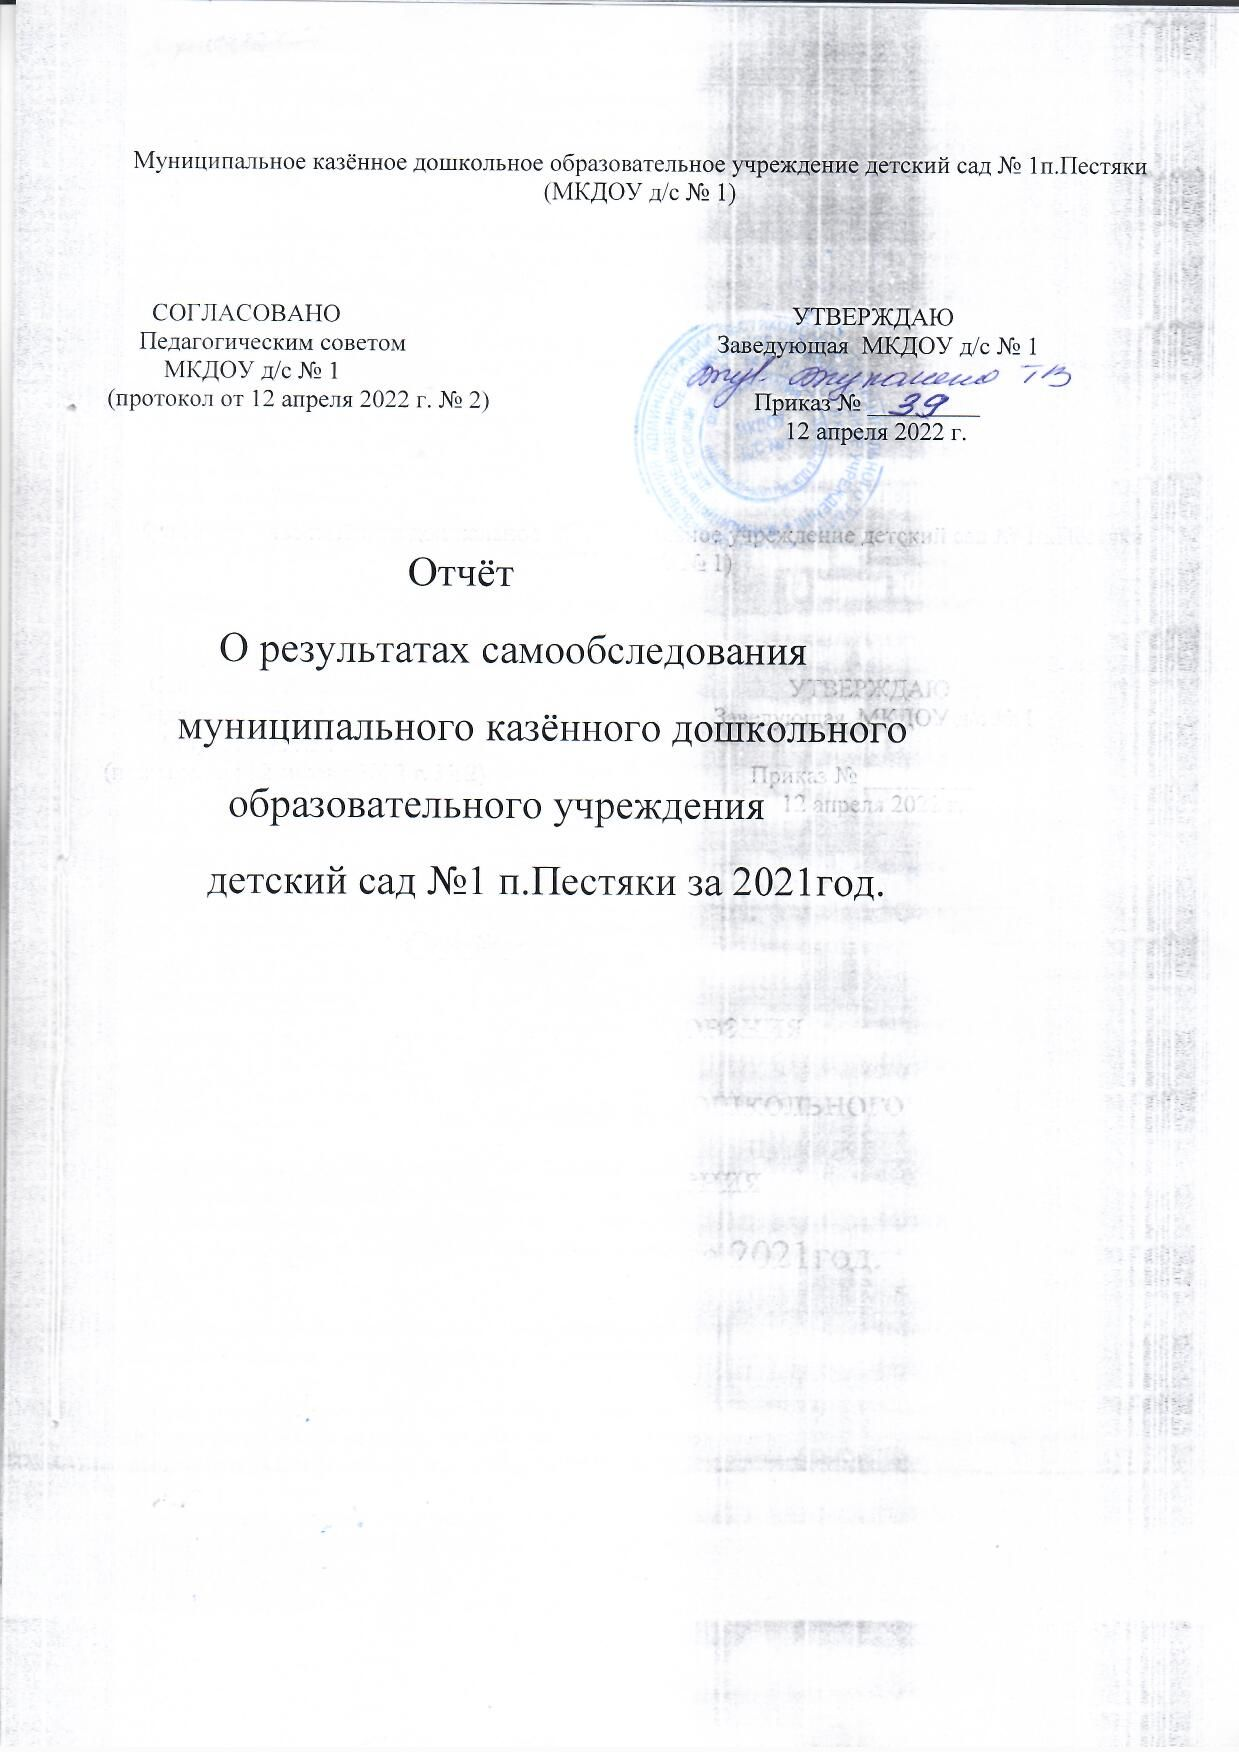 Муниципальное казённое дошкольное образовательное учреждение детский сад № 1п.Пестяки
(МКДОУ д/с № 1)
СОГЛАСОВАНО
Педагогическим советом
МКДОУ д/с № 1
(протокол от 12 апреля 2022 г. № 2)
УТВЕРЖДАЮ
Заведующая МКДОУ д/с № 1
ТВ
Приказ № 39
12 апреля 2022 г.
Отчёт
О результатах самообследования
муниципального казённого дошкольного
образовательного учреждения
детский сад №1 п.Пестяки за 2021год.